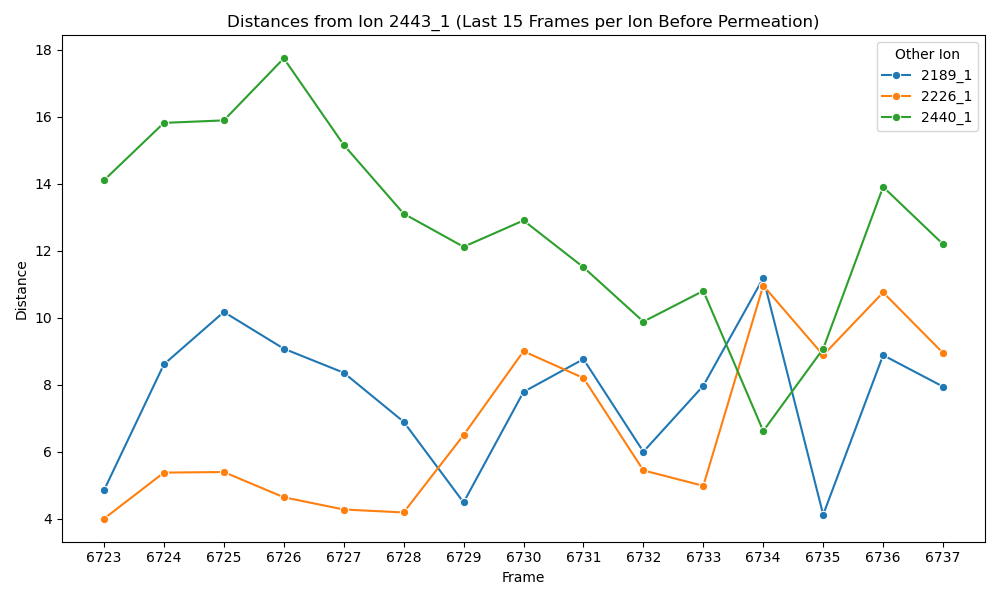 Distances from Ion 2443_1 (Last 15 Frames per Ion Before Permeation)
Other Ion
2189_1
2226_1
2440_1
Distance
18
16
14
12
10
8
6
4
6723 6724 6725 6726 6727 6728 6729 6730 6731 6732 6733 6734 6735 6736 6737
Frame